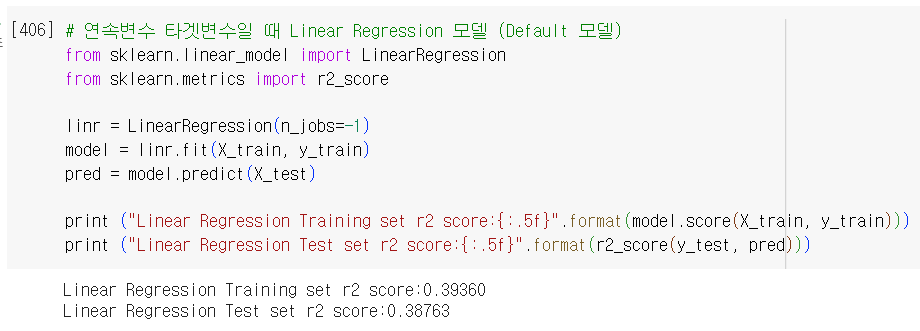 [406] # 연속변수 타겟변수일 때 Linear Regression 모델 (Default 모델)
from sklearn.linear_model import LinearRegression
from sklearn.metrics import r2_score
linr = LinearRegression(n_jobs=-1)
model = linr.fit(X_train, y_train)
pred = model.predict(X_test)
print ("Linear Regression Training set r2 score:{:.5f}".format(model.score(X_train, y_train)))
print ("Linear Regression Test set r2 score:{:.5f}".format(r2_score(y_test, pred)))
Linear Regression Training set r2 score:0.39360
Linear Regression Test set r2 score:0.38763